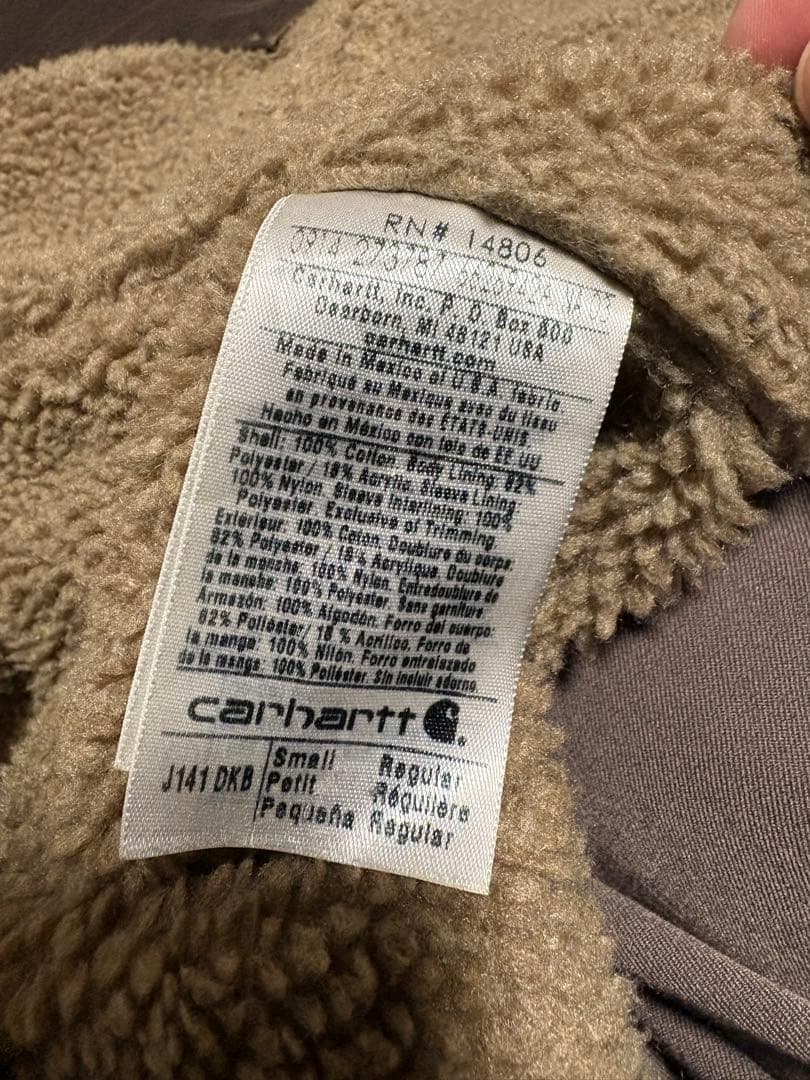 RN# 14806
Carhartt, Inc. P. O. Box 600
Dearborn, MI 48121 USA
carhartt.com
Made in Mexico of U.S.A. fabric.
Fabriqué au Mexique avec du tissu
en provenance des ÉTATS-UNIS
Hecho en México con tela de EE UU
Shell: 100% Cotton. Body Lining: 82%
Polyester / 18% Acrylic. Sleeve Lining:
100% Nylon. Sleeve Interlining: 100%
Polyester. Exclusive of Trimming
Exterieur: 100% Coton. Doublure du corps:
82% Polyester / 18% Acrylique. Doublure
de la manche: 100% Nylon. Entredoublure de
la manche: 100% Polyester. Sans garniture
Armazón: 100% Algodon. Forro del cuerpo:
82% Poliéster/ 18 % Acrílico. Forro de
la manga: 100% Nilón. Forro entrelazado
de la manga: 100% Poliéster. Sin incluir adorno
carhartt
J141 DKB
Small Regular
Petit Régulière
Pequeña Regular